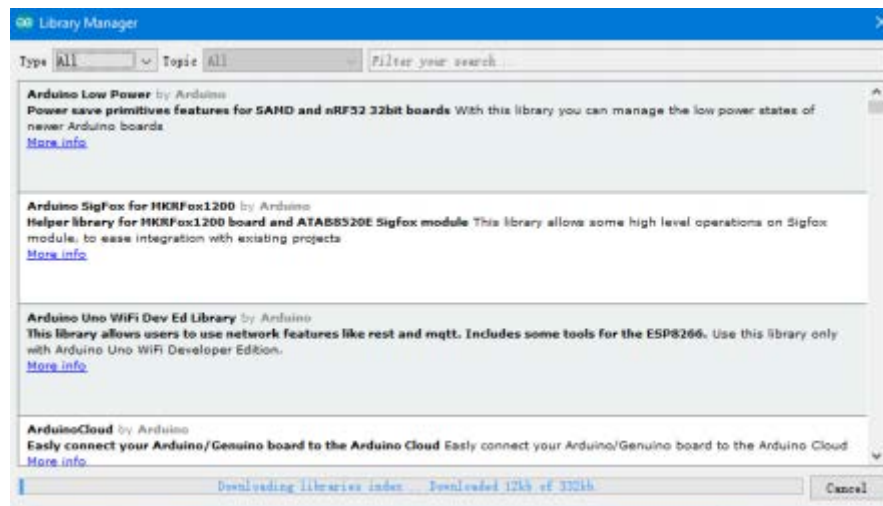 Library Manager
Type All Topic All Filter your search...
Arduino Low Power by Arduino
Power save primitives features for SAMD and nRF52 32bit boards With this library you can manage the low power states of
newer Arduino boards
More info
Arduino SigFox for MKRFox1200 by Arduino
Helper library for MKRFox1200 board and ATAB8520E Sigfox module This library allows some high level operations on Sigfox
module, to ease integration with existing projects
More info
Arduino Uno WiFi Dev Ed Library by Arduino
This library allows users to use network features like rest and mqtt. Includes some tools for the ESP8266. Use this library only
with Arduino Uno WiFi Developer Edition.
More info
ArduinoCloud by Arduino
Easly connect your Arduino/Genuino board to the Arduino Cloud Easly connect your Arduino/Genuino board to the Arduino Cloud
More info
Downloading libraries index... Downloaded 12kb of 332kb.
Cancel